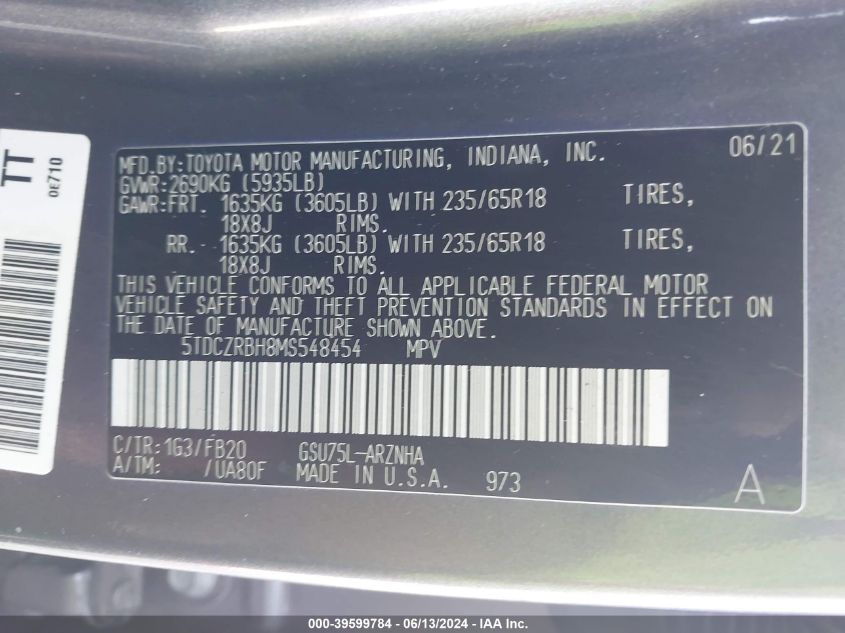 TT
0E710
MFD.BY:TOYOTA MOTOR MANUFACTURING, INDIANA, INC. 06/21
GVWR:2690KG (5935LB)
GAWR:FRT. 1635KG (3605LB) WITH 235/65R18 TIRES,
18X8J RIMS.
RR. 1635KG (3605LB) WITH 235/65R18 TIRES,
18X8J RIMS.
THIS VEHICLE CONFORMS TO ALL APPLICABLE FEDERAL MOTOR
VEHICLE SAFETY AND THEFT PREVENTION STANDARDS IN EFFECT ON
THE DATE OF MANUFACTURE SHOWN ABOVE.
5TDCZRBH8MS548454 MPV
C/TR:1G3/FB20 GSU75L-ARZNHA
A/TM: /UA80F MADE IN U.S.A. 973 A
000-39599784 - 06/13/2024 - IAA Inc.